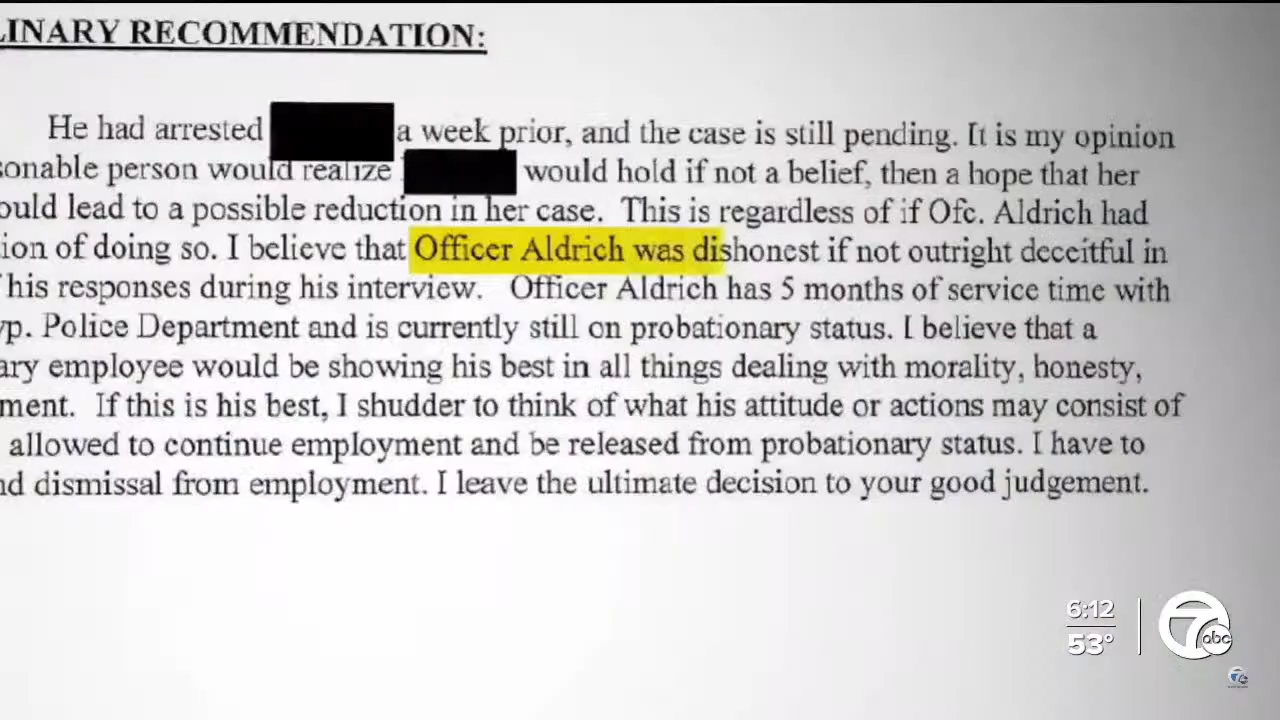 LINARY RECOMMENDATION:
He had arrested a week prior, and the case is still pending. It is my opinion
sonable person would realize would hold if not a belief, then a hope that her
ould lead to a possible reduction in her case. This is regardless of if Ofc. Aldrich had
ion of doing so. I believe that Officer Aldrich was dishonest if not outright deceitful in
his responses during his interview. Officer Aldrich has 5 months of service time with
p. Police Department and is currently still on probationary status. I believe that a
ary employee would be showing his best in all things dealing with morality, honesty,
ment. If this is his best, I shudder to think of what his attitude or actions may consist of
allowed to continue employment and be released from probationary status. I have to
nd dismissal from employment. I leave the ultimate decision to your good judgement.
6:12
53°
7 abc